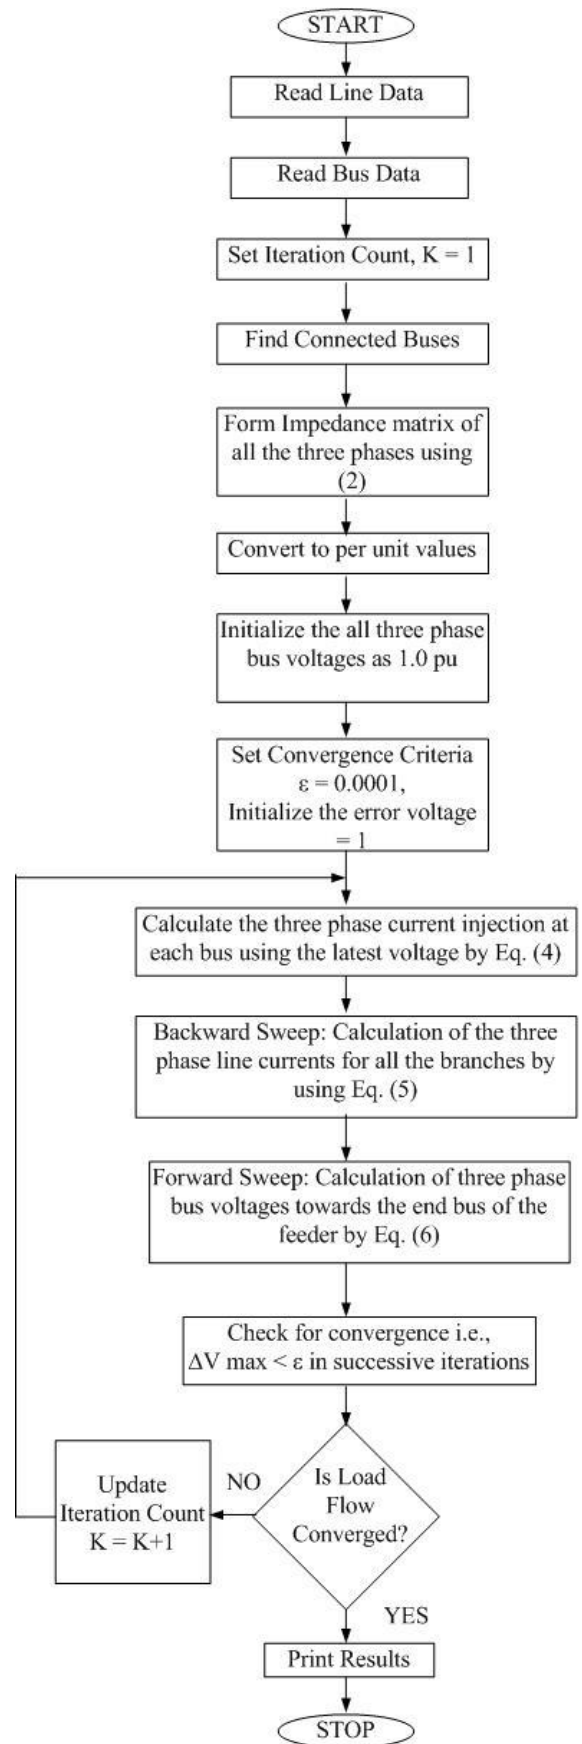 START
Read Line Data
Read Bus Data
Set Iteration Count, K = 1
Find Connected Buses
Form Impedance matrix of
all the three phases using
(2)
Convert to per unit values
Initialize the all three phase
bus voltages as 1.0 pu
Set Convergence Criteria
ε = 0.0001,
Initialize the error voltage
= 1
Calculate the three phase current injection at
each bus using the latest voltage by Eq. (4)
Backward Sweep: Calculation of the three
phase line currents for all the branches by
using Eq. (5)
Forward Sweep: Calculation of three phase
bus voltages towards the end bus of the
feeder by Eq. (6)
Check for convergence i.e.,
ΔV max < ε in successive iterations
Is Load
Flow
Converged?
NO
Update
Iteration Count
K = K+1
YES
Print Results
STOP